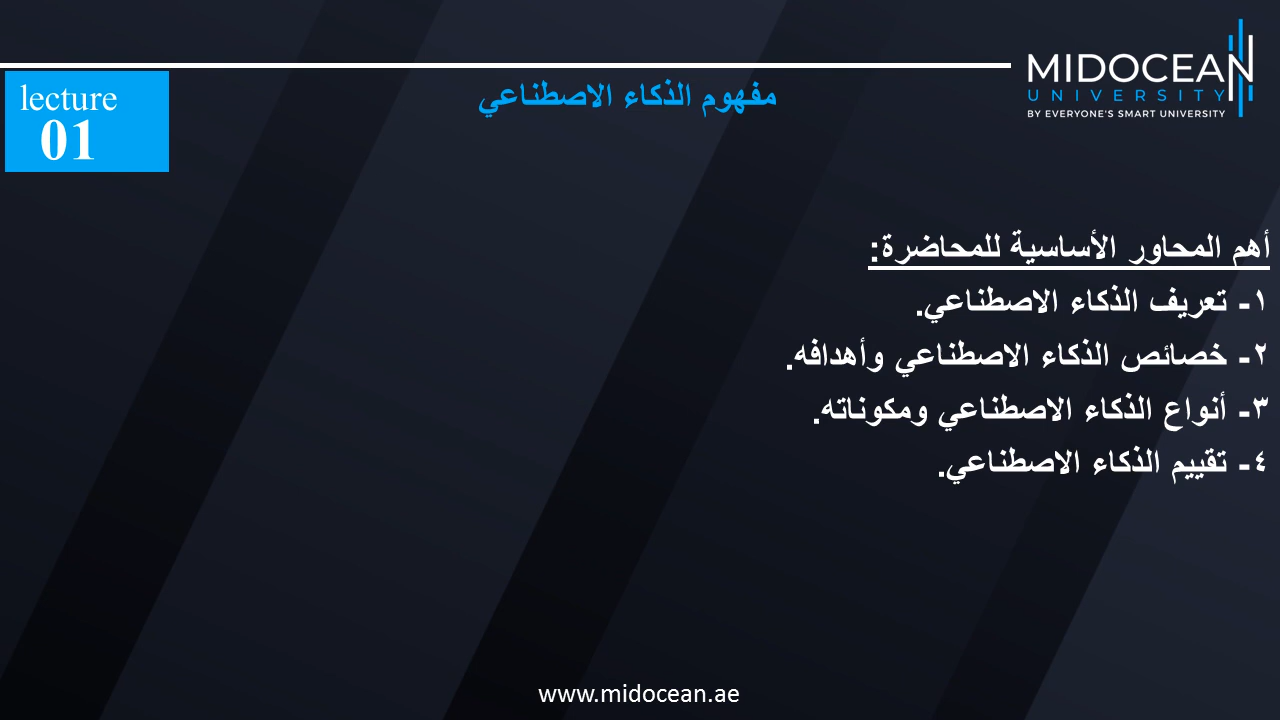 MIDOCEAN
UNIVERSITY
BY EVERYONE'S SMART UNIVERSITY
lecture
01
مفهوم الذكاء الاصطناعي
أهم المحاور الأساسية للمحاضرة:
١- تعريف الذكاء الاصطناعي.
٢- خصائص الذكاء الاصطناعي وأهدافه.
٣- أنواع الذكاء الاصطناعي ومكوناته.
٤- تقييم الذكاء الاصطناعي.
www.midocean.ae